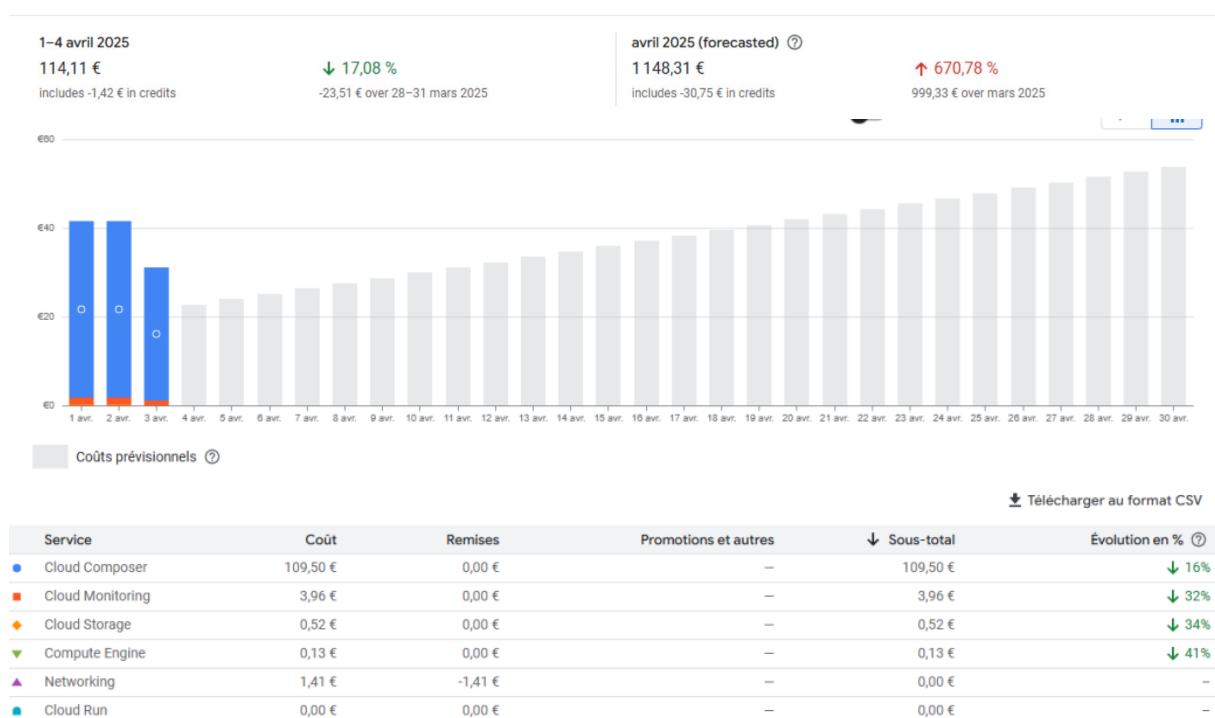 1–4 avril 2025
avril 2025 (forecasted)
114,11 € 17,08 %
1 148,31 € 670,78 %
includes -1,42 € in credits -23,51 € over 28–31 mars 2025
includes -30,75 € in credits 999,33 € over mars 2025
€60
€40
€20
€0
1 avr. 2 avr. 3 avr. 4 avr. 5 avr. 6 avr. 7 avr. 8 avr. 9 avr. 10 avr. 11 avr. 12 avr. 13 avr. 14 avr. 15 avr. 16 avr. 17 avr. 18 avr. 19 avr. 20 avr. 21 avr. 22 avr. 23 avr. 24 avr. 25 avr. 26 avr. 27 avr. 28 avr. 29 avr. 30 avr.
Coûts prévisionnels
Télécharger au format CSV
Service Coût Remises Promotions et autres Sous-total Évolution en %
Cloud Composer 109,50 € 0,00 € — 109,50 € 16%
Cloud Monitoring 3,96 € 0,00 € — 3,96 € 32%
Cloud Storage 0,52 € 0,00 € — 0,52 € 34%
Compute Engine 0,13 € 0,00 € — 0,13 € 41%
Networking 1,41 € -1,41 € — 0,00 € –
Cloud Run 0,00 € 0,00 € — 0,00 € –